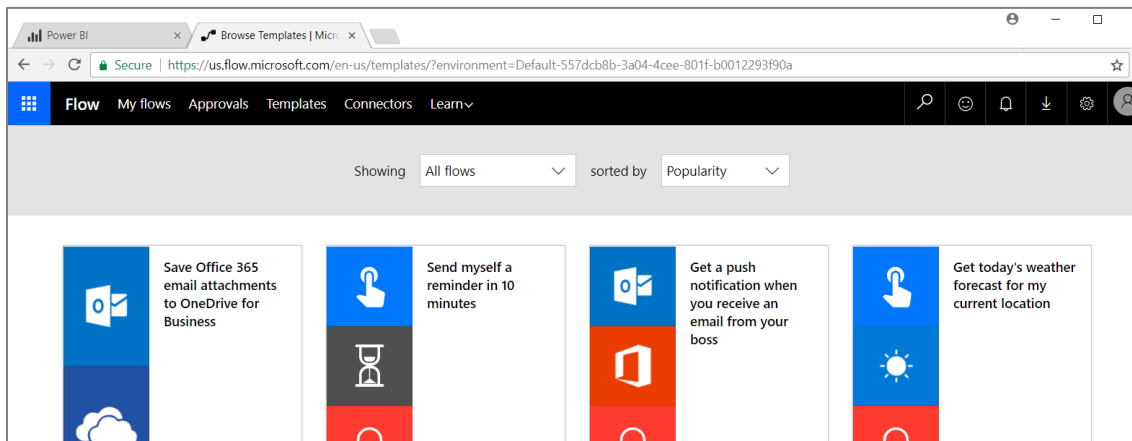 Power BI
Browse Templates | Micro
Secure | https://us.flow.microsoft.com/en-us/templates/?environment=Default-557dcb8b-3a04-4cee-801f-b0012293f90a
Flow My flows Approvals Templates Connectors Learn
Showing All flows sorted by Popularity
Save Office 365
email attachments
to OneDrive for
Business
Send myself a
reminder in 10
minutes
Get a push
notification when
you receive an
email from your
boss
Get today's weather
forecast for my
current location